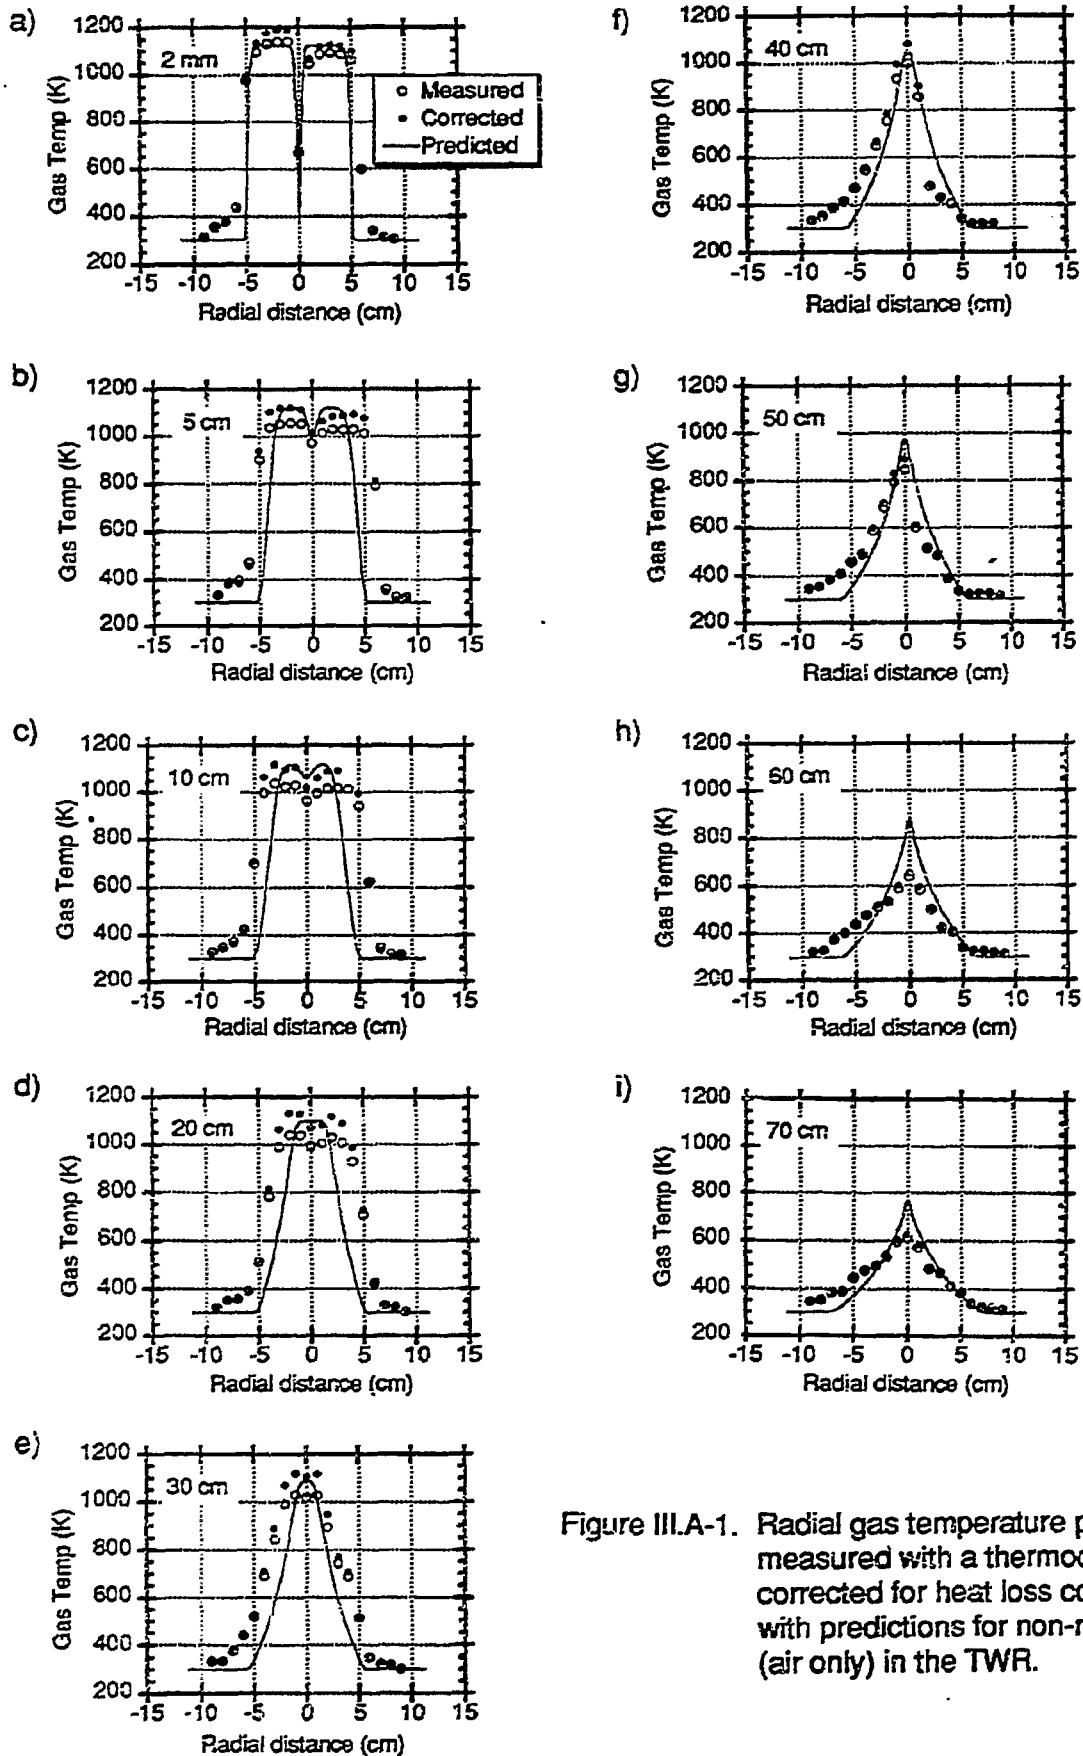 a)
1200
1000
800
600
400
200
Gas Temp (K)
2 mm
Measured
Corrected
Predicted
-15 -10 -5 0 5 10 15
Radial distance (cm)
b)
1200
1000
800
600
400
200
Gas Temp (K)
5 cm
-15 -10 -5 0 5 10 15
Radial distance (cm)
c)
1200
1000
800
600
400
200
Gas Temp (K)
10 cm
-15 -10 -5 0 5 10 15
Radial distance (cm)
d)
1200
1000
800
600
400
200
Gas Temp (K)
20 cm
-15 -10 -5 0 5 10 15
Radial distance (cm)
e)
1200
1000
800
600
400
200
Gas Temp (K)
30 cm
-15 -10 -5 0 5 10 15
Radial distance (cm)
f)
1200
1000
800
600
400
200
Gas Temp (K)
40 cm
-15 -10 -5 0 5 10 15
Radial distance (cm)
g)
1200
1000
800
600
400
200
Gas Temp (K)
50 cm
-15 -10 -5 0 5 10 15
Radial distance (cm)
h)
1200
1000
800
600
400
200
Gas Temp (K)
60 cm
-15 -10 -5 0 5 10 15
Radial distance (cm)
i)
1200
1000
800
600
400
200
Gas Temp (K)
70 cm
-15 -10 -5 0 5 10 15
Radial distance (cm)
Figure III.A-1. Radial gas temperature p
measured with a thermoc
corrected for heat loss co
with predictions for non-r
(air only) in the TWR.